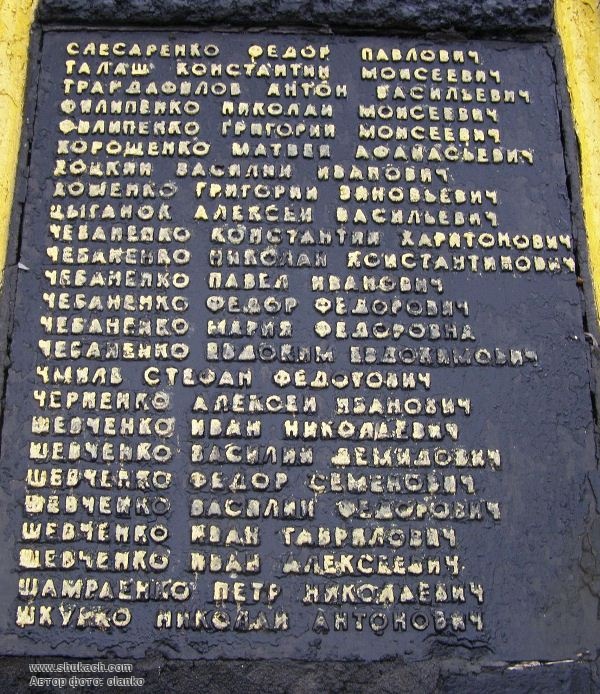 СЛЕСАРЕНКО ФЕДОР ПАВЛОВИЧ
ТАЛАШ КОНСТАНТИН МОИСЕЕВИЧ
ТРАНДАФИЛОВ АНТОН ВАСИЛЬЕВИЧ
ФИЛИПЕНКО НИКОЛАЙ МОИСЕЕВИЧ
ФИЛИПЕНКО ГРИГОРИЙ МОИСЕЕВИЧ
ХОРОШЕНКО МАТВЕЙ АФАНАСЬЕВИЧ
ХОЦКИЙ ВАСИЛИЙ ИВАНОВИЧ
ХОМЕНКО ГРИГОРИЙ ЗИНОВЬЕВИЧ
ЦЫГАНОК АЛЕКСЕЙ ВАСИЛЬЕВИЧ
ЧЕБАНЕНКО КОНСТАНТИН ХАРИТОНОВИЧ
ЧЕБАНЕНКО НИКОЛАЙ КОНСТАНТИНОВИЧ
ЧЕБАНЕНКО ПАВЕЛ ИВАНОВИЧ
ЧЕБАНЕНКО ФЕДОР ФЕДОРОВИЧ
ЧЕБАНЕНКО МАРИЯ ФЕДОРОВНА
ЧЕБАНЕНКО ЕВДОКИМ ЕВДОКИМОВИЧ
ЧМИЛЬ СТЕФАН ФЕДОТОВИЧ
ЧЕРНЕНКО АЛЕКСЕЙ ИВАНОВИЧ
ШЕВЧЕНКО ИВАН НИКОЛАЕВИЧ
ШЕВЧЕНКО ВАСИЛИЙ ДЕМИДОВИЧ
ШЕВЧЕНКО ФЕДОР СЕМЕНОВИЧ
ШЕВЧЕНКО ВАСИЛИЙ ФЕДОРОВИЧ
ШЕВЧЕНКО ИВАН ГАВРИЛОВИЧ
ШЕВЧЕНКО ИВАН АЛЕКСЕЕВИЧ
ШАМРАЕНКО ПЕТР НИКОЛАЕВИЧ
ШХУРКО НИКОЛАЙ АНТОНОВИЧ
www.shukach.com
Автор фото: olanko